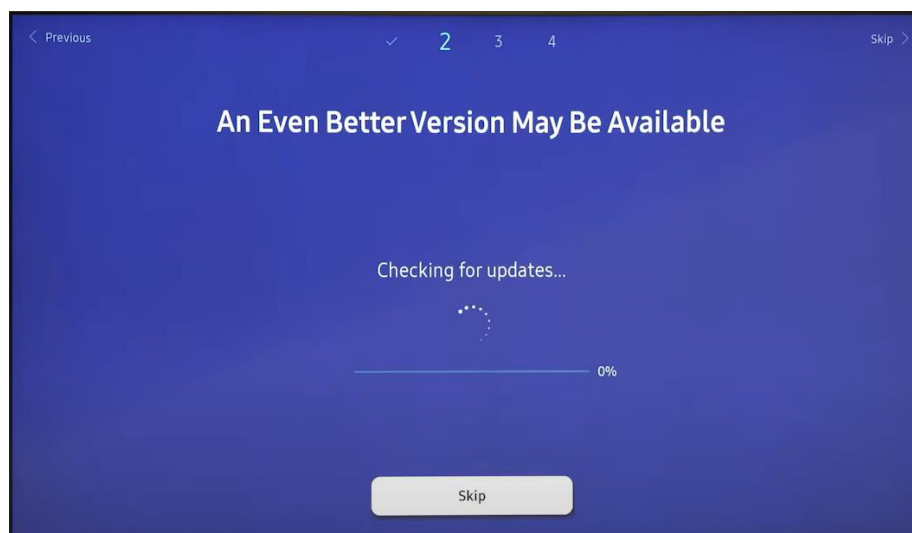 Previous
2 3 4
Skip
An Even Better Version May Be Available
Checking for updates...
0%
Skip